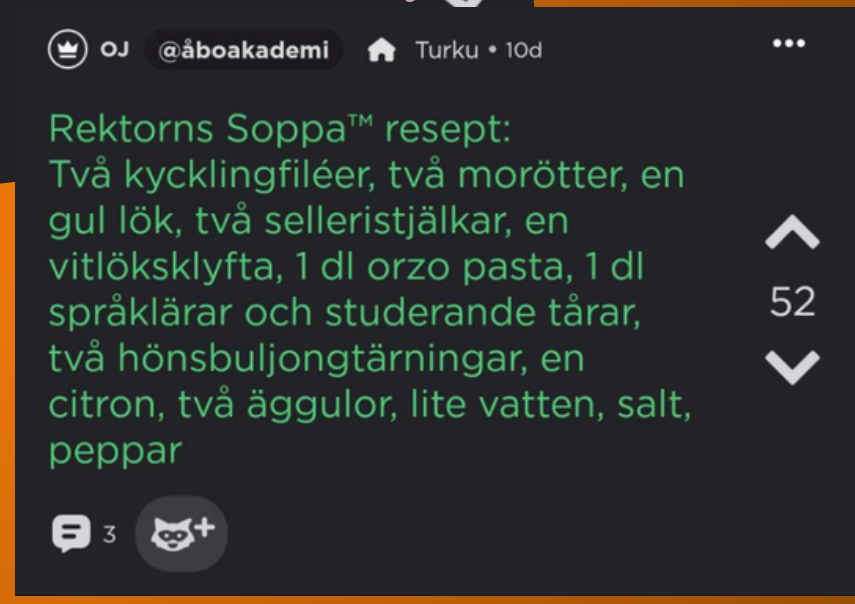 OJ @åboakademi Turku • 10d
Rektorns Soppa™ resept:
Två kycklingfiléer, två morötter, en
gul lök, två selleristjälkar, en
vitlöksklyfta, 1 dl orzo pasta, 1 dl
språklärar och studerande tårar,
två hönsbuljongtärningar, en
citron, två äggulor, lite vatten, salt,
peppar
52
3